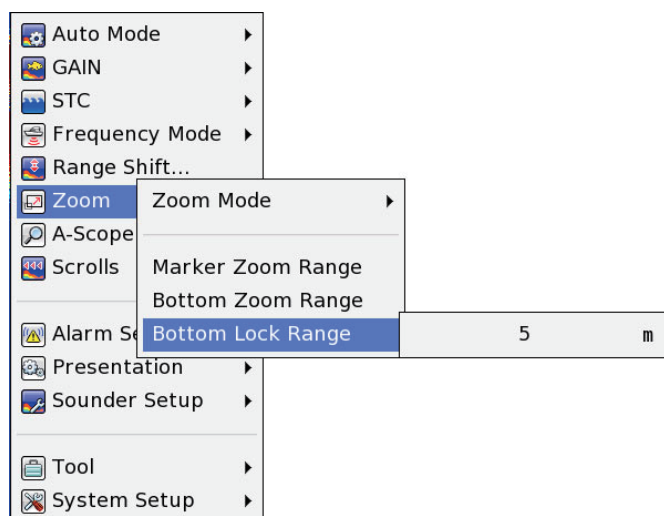 Auto Mode
GAIN
STC
Frequency Mode
Range Shift...
Zoom
A-Scope
Scrolls
Alarm Se
Presentation
Sounder Setup
Tool
System Setup
Zoom Mode
Marker Zoom Range
Bottom Zoom Range
Bottom Lock Range
5 m